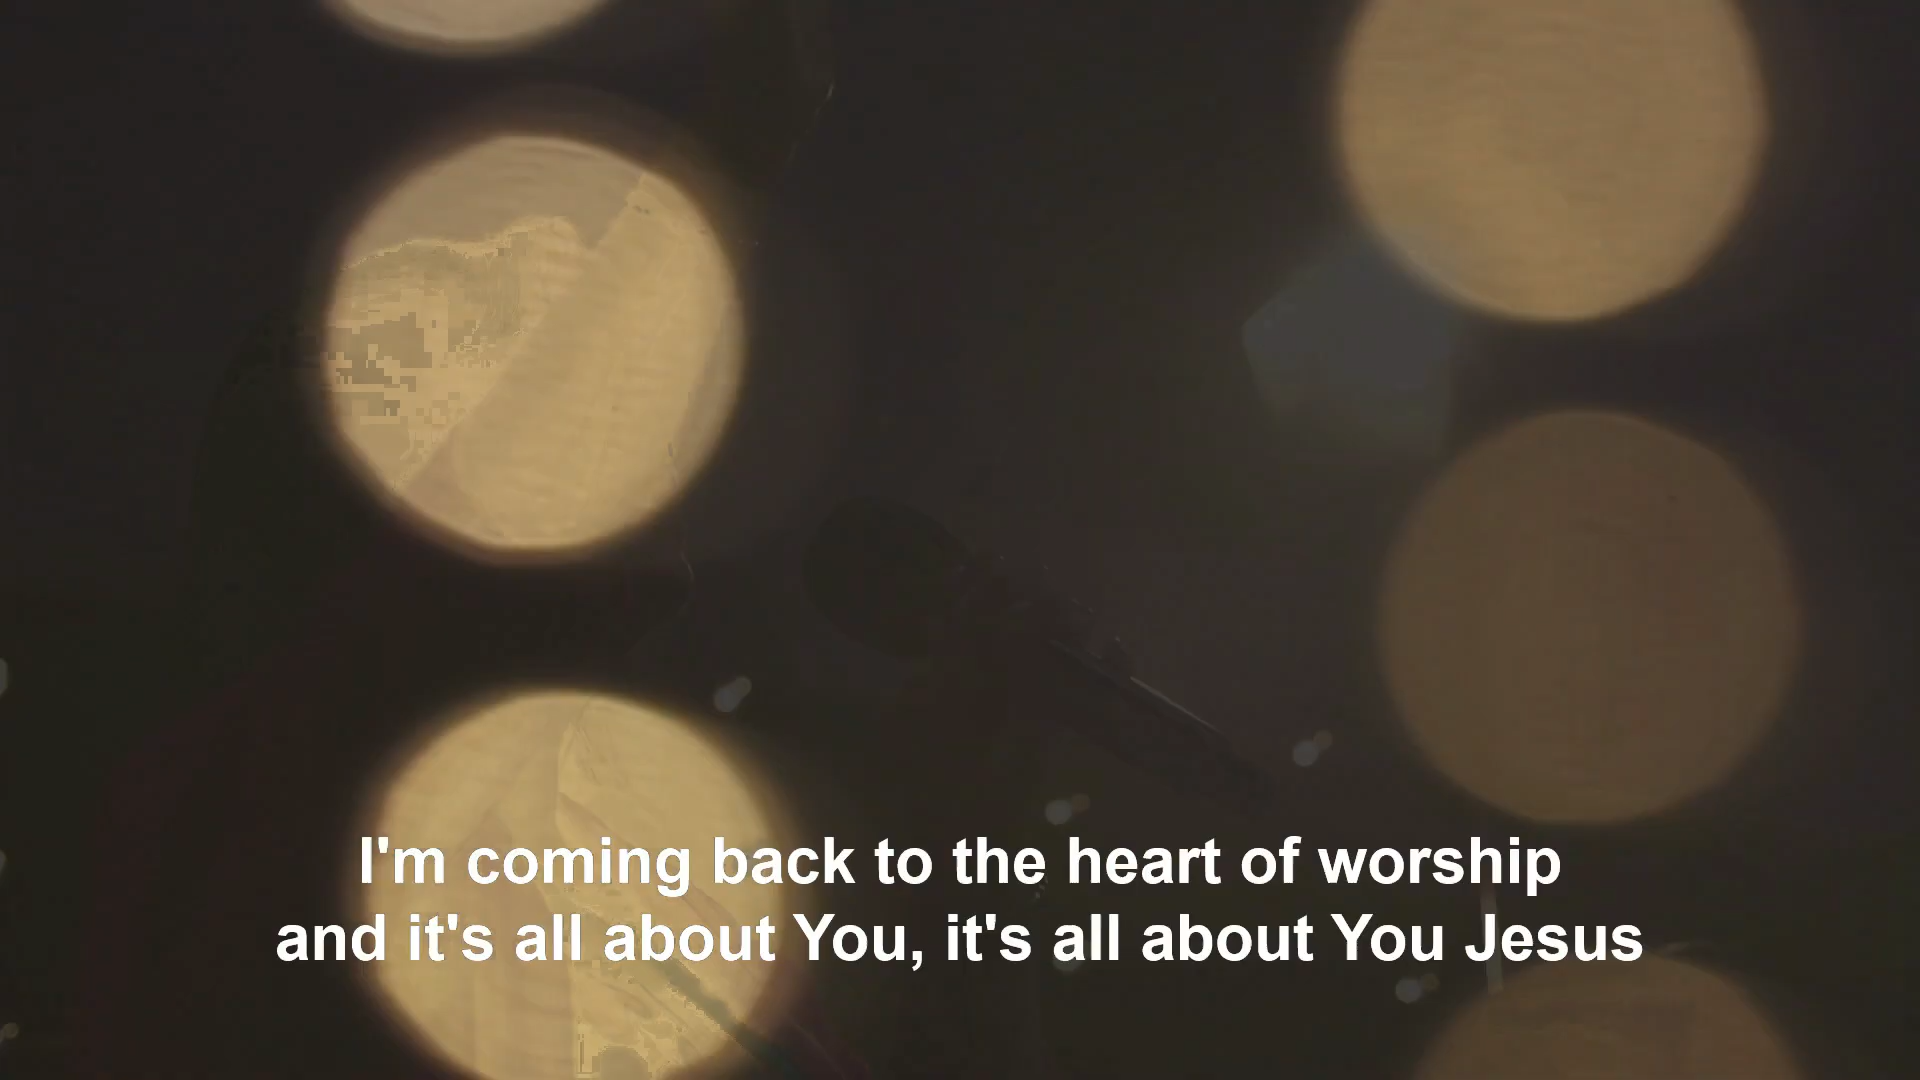 I'm coming back to the heart of worship
and it's all about You, it's all about You Jesus